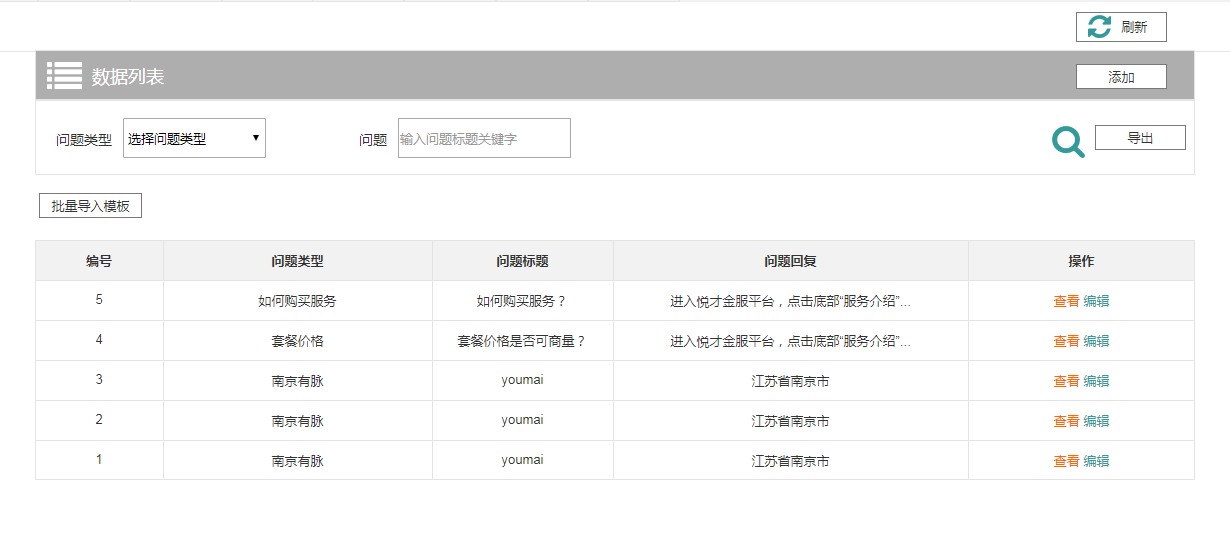 刷新
数据列表
添加
问题类型 选择问题类型 问题 输入问题标题关键字 导出
批量导入模板
编号 问题类型 问题标题 问题回复 操作
5 如何购买服务 如何购买服务？ 进入悦才金服平台，点击底部“服务介绍”... 查看 编辑
4 套餐价格 套餐价格是否可商量？ 进入悦才金服平台，点击底部“服务介绍”... 查看 编辑
3 南京有脉 youmai 江苏省南京市 查看 编辑
2 南京有脉 youmai 江苏省南京市 查看 编辑
1 南京有脉 youmai 江苏省南京市 查看 编辑